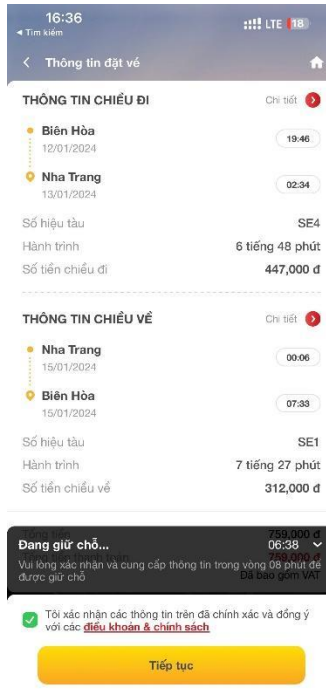 16:36
LTE 18
◄ Tìm kiếm
Thông tin đặt vé
THÔNG TIN CHIỀU ĐI
Chi tiết
Biên Hòa
19:46
12/01/2024
Nha Trang
02:34
13/01/2024
Số hiệu tàu SE4
Hành trình 6 tiếng 48 phút
Số tiền chiều đi 447,000 đ
THÔNG TIN CHIỀU VỀ
Chi tiết
Nha Trang
00:06
15/01/2024
Biên Hòa
07:33
15/01/2024
Số hiệu tàu SE1
Hành trình 7 tiếng 27 phút
Số tiền chiều về 312,000 đ
Tổng tiền 759,000 đ
Đang giữ chỗ... 06:38
Tổng tiền thanh toán 759,000 đ
Vui lòng xác nhận và cung cấp thông tin trong vòng 08 phút để
được giữ chỗ
Đã bao gồm VAT
Tôi xác nhận các thông tin trên đã chính xác và đồng ý
với các điều khoản & chính sách
Tiếp tục